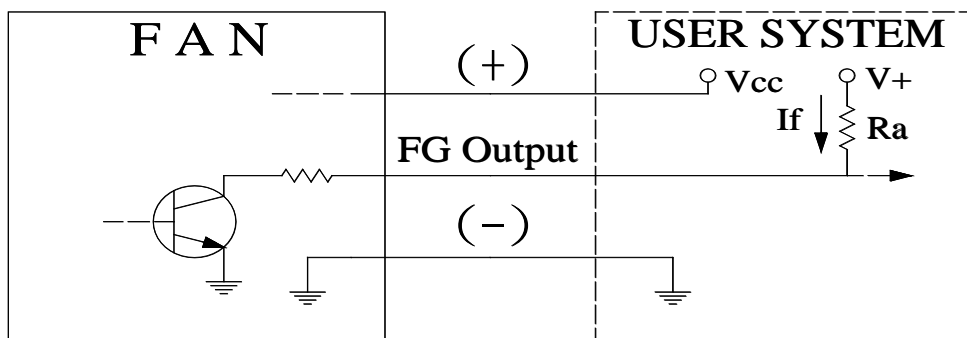 F A N
USER SYSTEM
(+)
Vcc
V+
If
Ra
FG Output
(-)